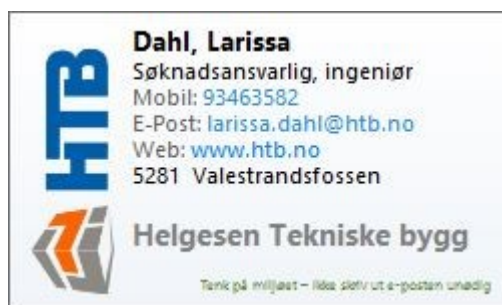 HTB
Dahl, Larissa
Søknadsansvarlig, ingeniør
Mobil: 93463582
E-Post: larissa.dahl@htb.no
Web: www.htb.no
5281 Valestrandsfossen
Helgesen Tekniske bygg
Tenk på miljøet – ikke skriv ut e-posten unødig